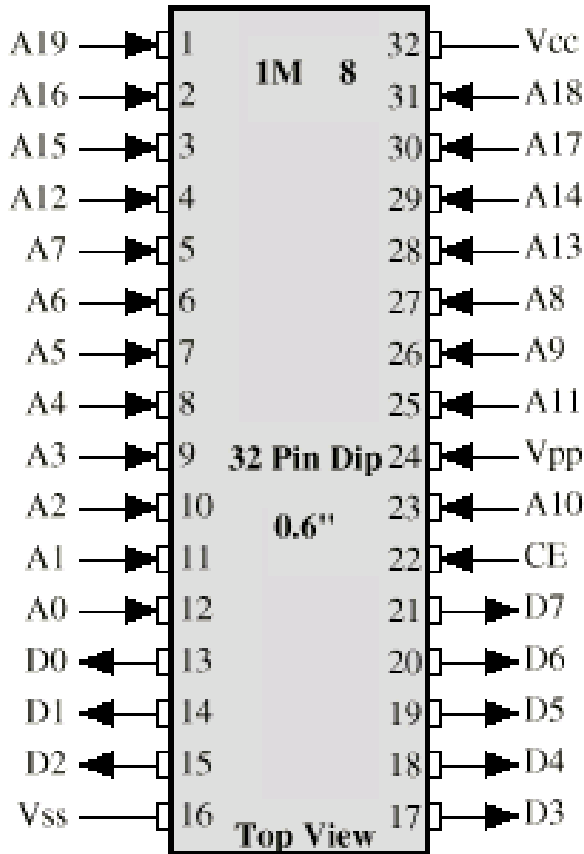 A19 1 32 Vcc
1M 8
A16 2 31 A18
A15 3 30 A17
A12 4 29 A14
A7 5 28 A13
A6 6 27 A8
A5 7 26 A9
A4 8 25 A11
A3 9 32 Pin Dip 24 Vpp
A2 10 23 A10
0.6"
A1 11 22 CE
A0 12 21 D7
D0 13 20 D6
D1 14 19 D5
D2 15 18 D4
Vss 16 17 D3
Top View